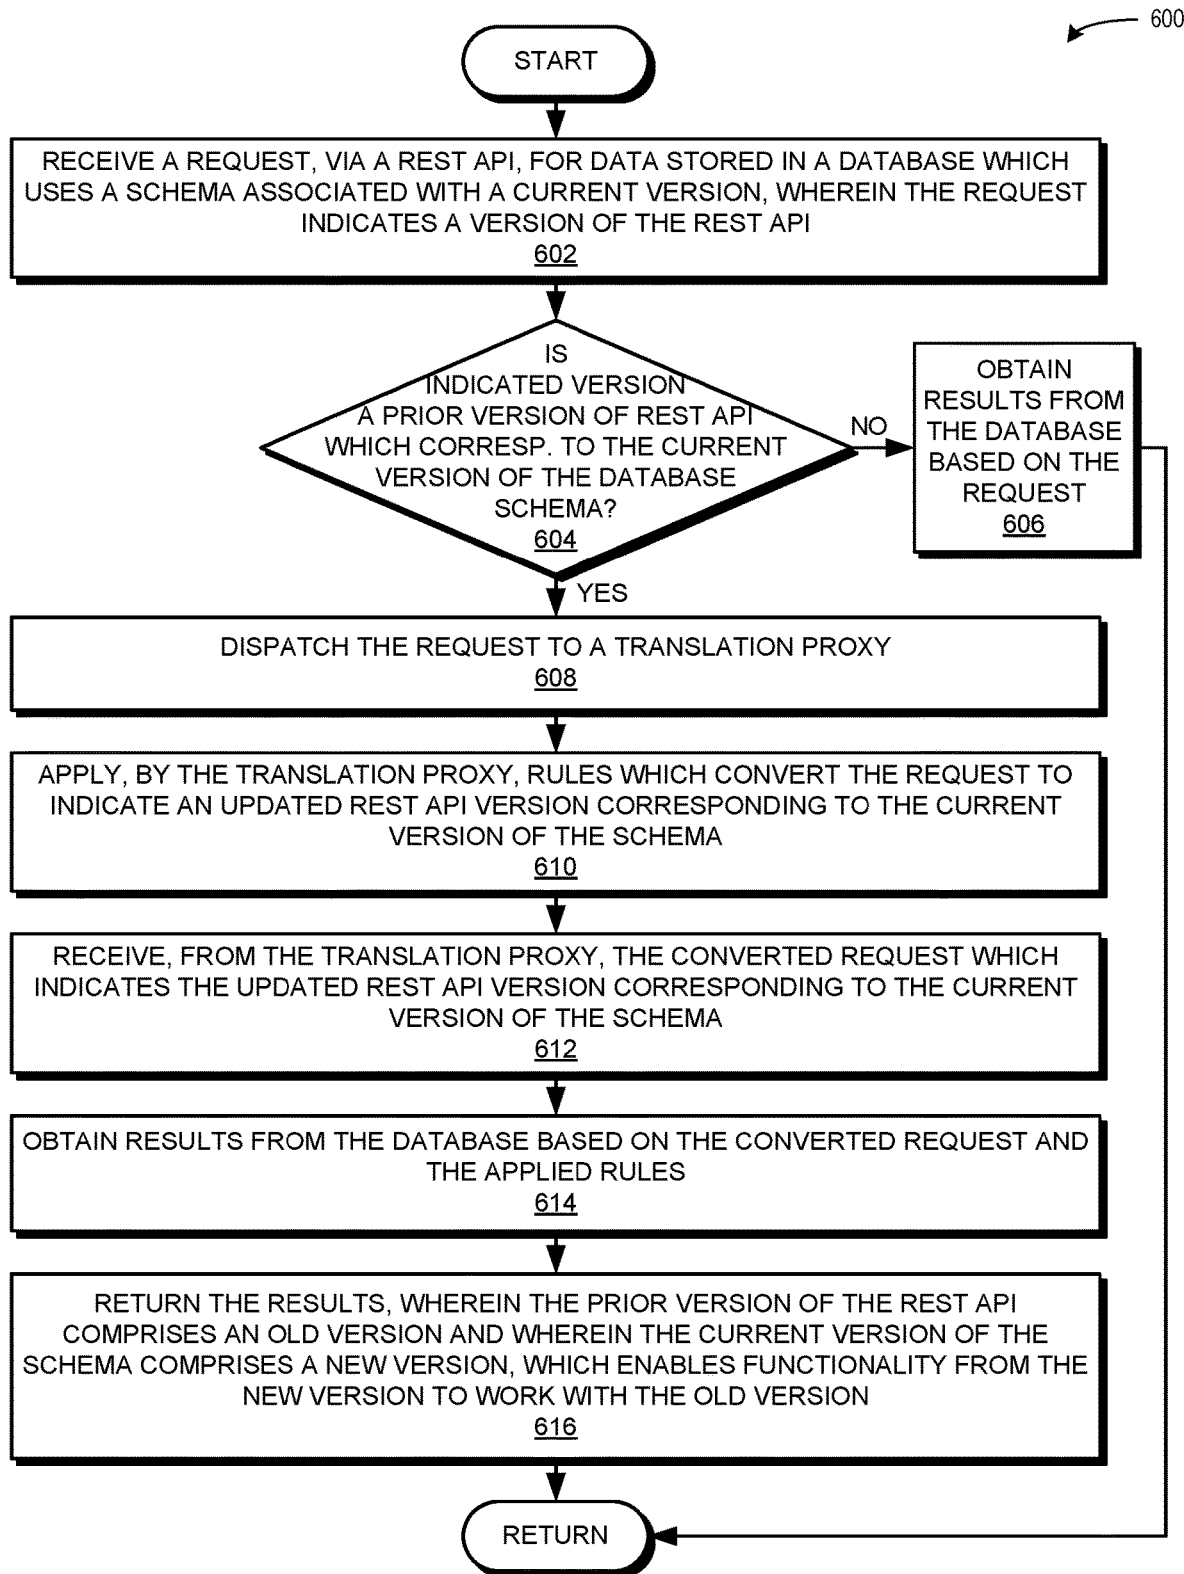 600
START
RECEIVE A REQUEST, VIA A REST API, FOR DATA STORED IN A DATABASE WHICH
USES A SCHEMA ASSOCIATED WITH A CURRENT VERSION, WHEREIN THE REQUEST
INDICATES A VERSION OF THE REST API
602
IS
INDICATED VERSION
A PRIOR VERSION OF REST API
WHICH CORRESP. TO THE CURRENT
VERSION OF THE DATABASE
SCHEMA?
604
NO
OBTAIN
RESULTS FROM
THE DATABASE
BASED ON THE
REQUEST
606
YES
DISPATCH THE REQUEST TO A TRANSLATION PROXY
608
APPLY, BY THE TRANSLATION PROXY, RULES WHICH CONVERT THE REQUEST TO
INDICATE AN UPDATED REST API VERSION CORRESPONDING TO THE CURRENT
VERSION OF THE SCHEMA
610
RECEIVE, FROM THE TRANSLATION PROXY, THE CONVERTED REQUEST WHICH
INDICATES THE UPDATED REST API VERSION CORRESPONDING TO THE CURRENT
VERSION OF THE SCHEMA
612
OBTAIN RESULTS FROM THE DATABASE BASED ON THE CONVERTED REQUEST AND
THE APPLIED RULES
614
RETURN THE RESULTS, WHEREIN THE PRIOR VERSION OF THE REST API
COMPRISES AN OLD VERSION AND WHEREIN THE CURRENT VERSION OF THE
SCHEMA COMPRISES A NEW VERSION, WHICH ENABLES FUNCTIONALITY FROM THE
NEW VERSION TO WORK WITH THE OLD VERSION
616
RETURN